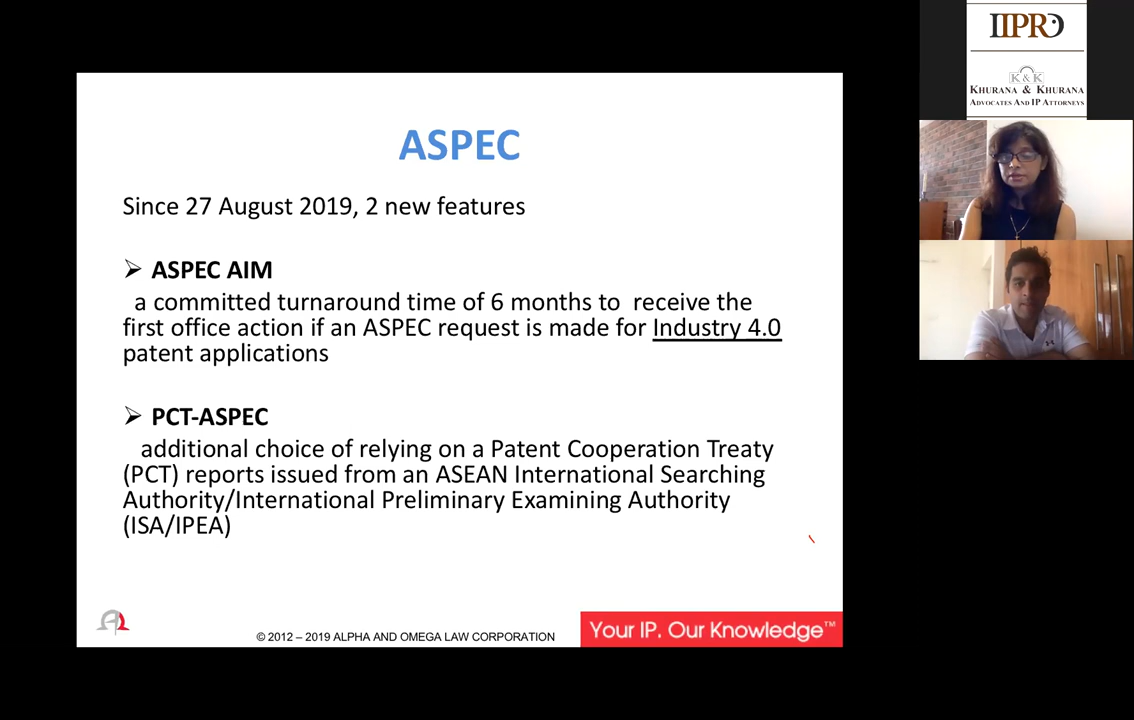 ASPEC
Since 27 August 2019, 2 new features
➢ ASPEC AIM
a committed turnaround time of 6 months to receive the
first office action if an ASPEC request is made for Industry 4.0
patent applications
➢ PCT-ASPEC
additional choice of relying on a Patent Cooperation Treaty
(PCT) reports issued from an ASEAN International Searching
Authority/International Preliminary Examining Authority
(ISA/IPEA)
© 2012 – 2019 ALPHA AND OMEGA LAW CORPORATION
Your IP. Our Knowledge™
IIPRD
K & K
KHURANA & KHURANA
ADVOCATES AND IP ATTORNEYS